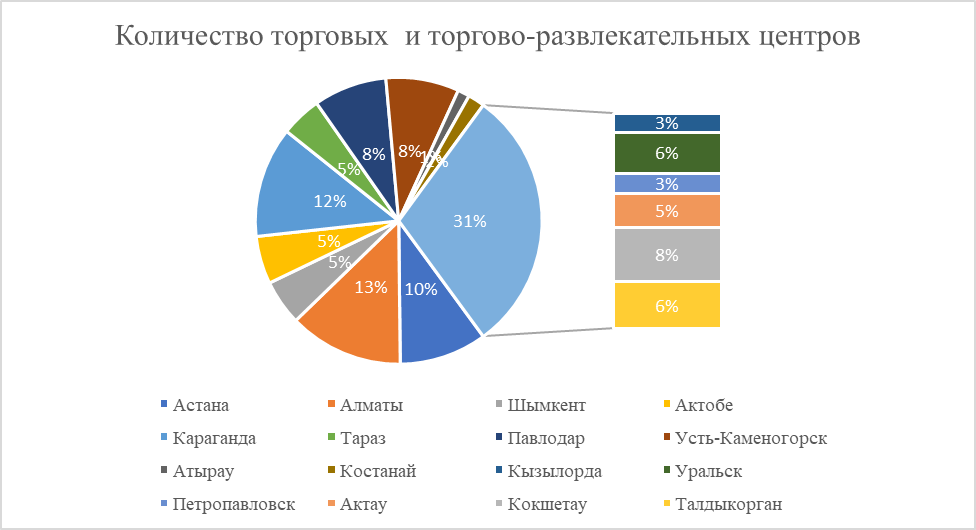 Количество торговых и торгово-развлекательных центров
8%
8%
1%
2%
5%
12%
31%
5%
5%
13%
10%
3%
6%
3%
5%
8%
6%
Астана
Алматы
Шымкент
Актобе
Караганда
Тараз
Павлодар
Усть-Каменогорск
Атырау
Костанай
Кызылорда
Уральск
Петропавловск
Актау
Кокшетау
Талдыкорган